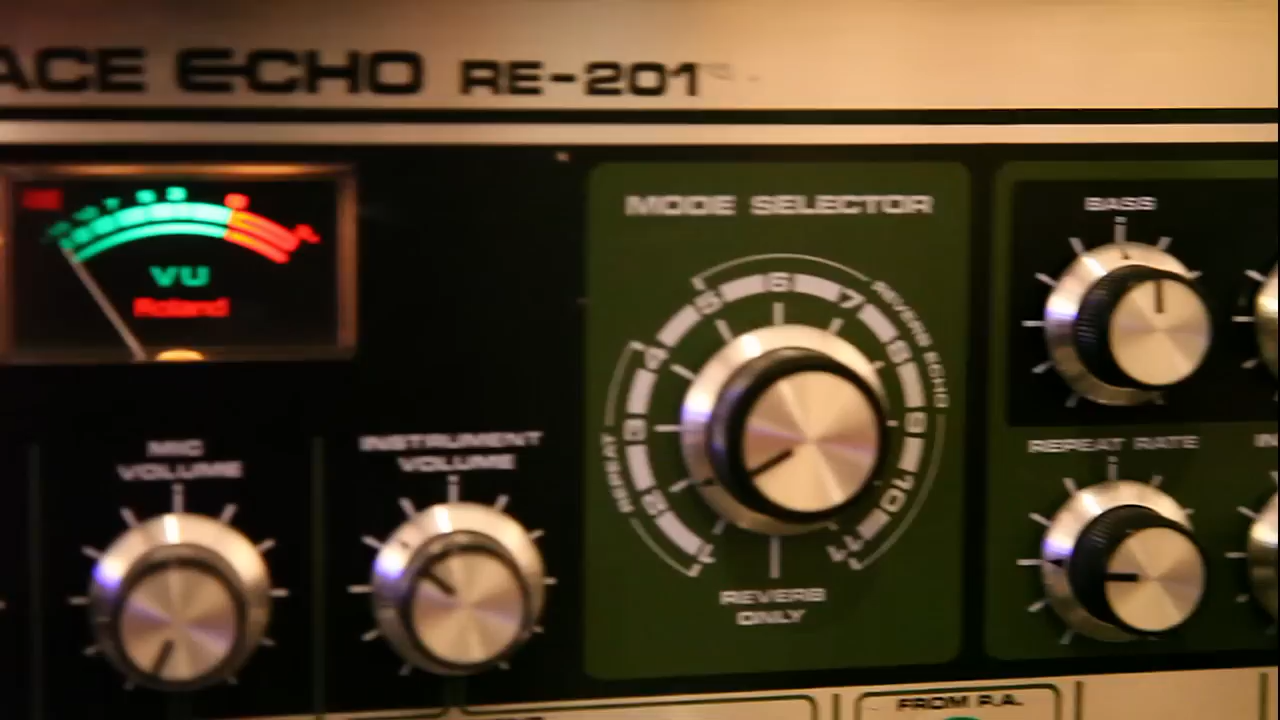 ACE ECHO RE-201
VU
Roland
MODE SELECTOR
BASS
1 2 3 4 5 6 7 8 9 10 11
REPEAT
REVERB ECHO
REVERB
ONLY
MIC
VOLUME
INSTRUMENT
VOLUME
REPEAT RATE
IN
FROM P.A.